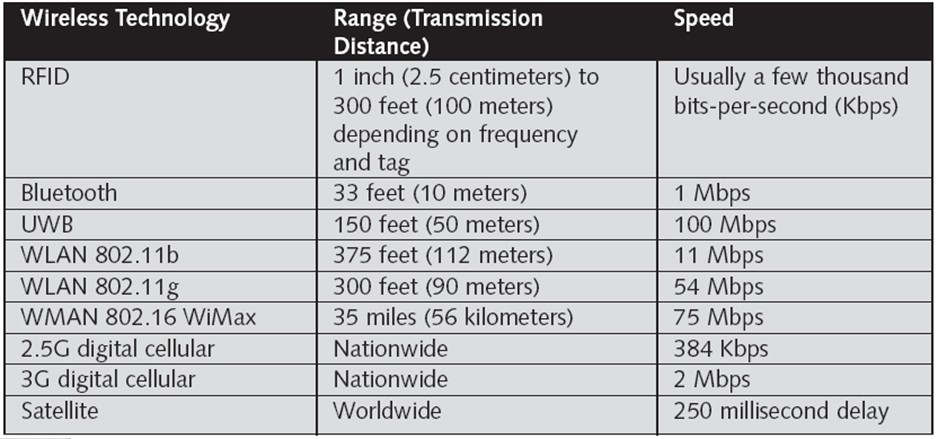 Wireless Technology Range (Transmission Distance) Speed
RFID 1 inch (2.5 centimeters) to 300 feet (100 meters) depending on frequency and tag Usually a few thousand bits-per-second (Kbps)
Bluetooth 33 feet (10 meters) 1 Mbps
UWB 150 feet (50 meters) 100 Mbps
WLAN 802.11b 375 feet (112 meters) 11 Mbps
WLAN 802.11g 300 feet (90 meters) 54 Mbps
WMAN 802.16 WiMax 35 miles (56 kilometers) 75 Mbps
2.5G digital cellular Nationwide 384 Kbps
3G digital cellular Nationwide 2 Mbps
Satellite Worldwide 250 millisecond delay